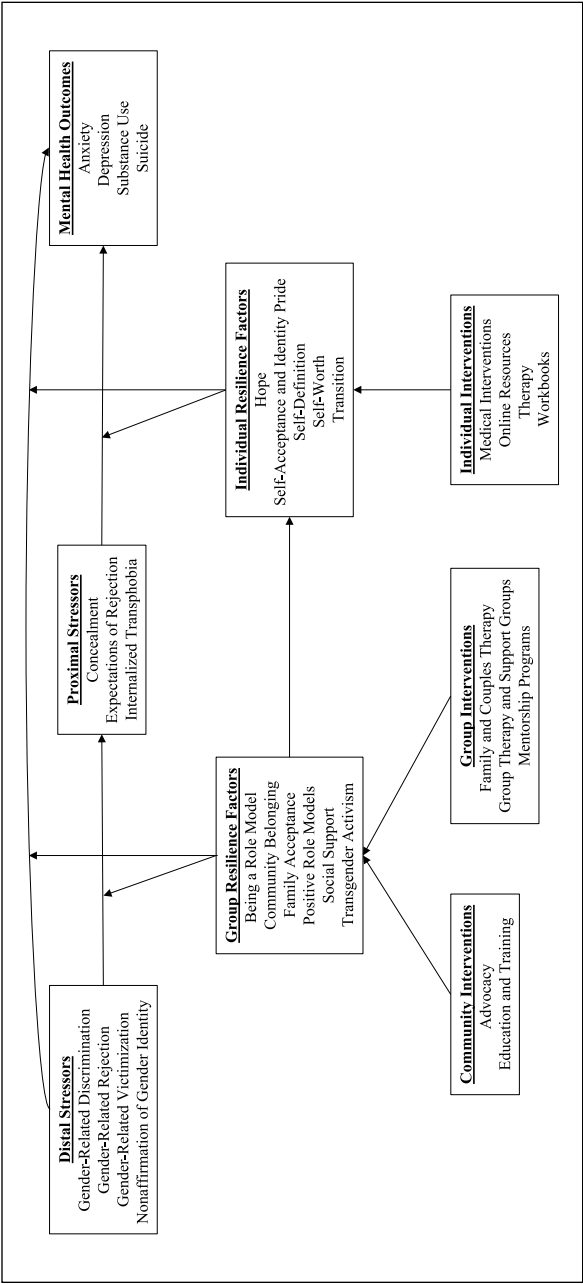 Distal Stressors
Gender-Related Discrimination
Gender-Related Rejection
Gender-Related Victimization
Nonaffirmation of Gender Identity
Proximal Stressors
Concealment
Expectations of Rejection
Internalized Transphobia
Mental Health Outcomes
Anxiety
Depression
Substance Use
Suicide
Group Resilience Factors
Being a Role Model
Community Belonging
Family Acceptance
Positive Role Models
Social Support
Transgender Activism
Individual Resilience Factors
Hope
Self-Acceptance and Identity Pride
Self-Definition
Self-Worth
Transition
Community Interventions
Advocacy
Education and Training
Group Interventions
Family and Couples Therapy
Group Therapy and Support Groups
Mentorship Programs
Individual Interventions
Medical Interventions
Online Resources
Therapy
Workbooks